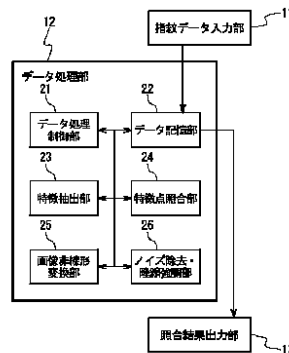 11
指紋データ入力部
12
データ処理部
21
データ処理
制御部
22
データ記憶部
23
特徴抽出部
24
特徴点照合部
25
画像非線形
変換部
26
ノイズ除去・
隆線強調部
照合結果出力部
13